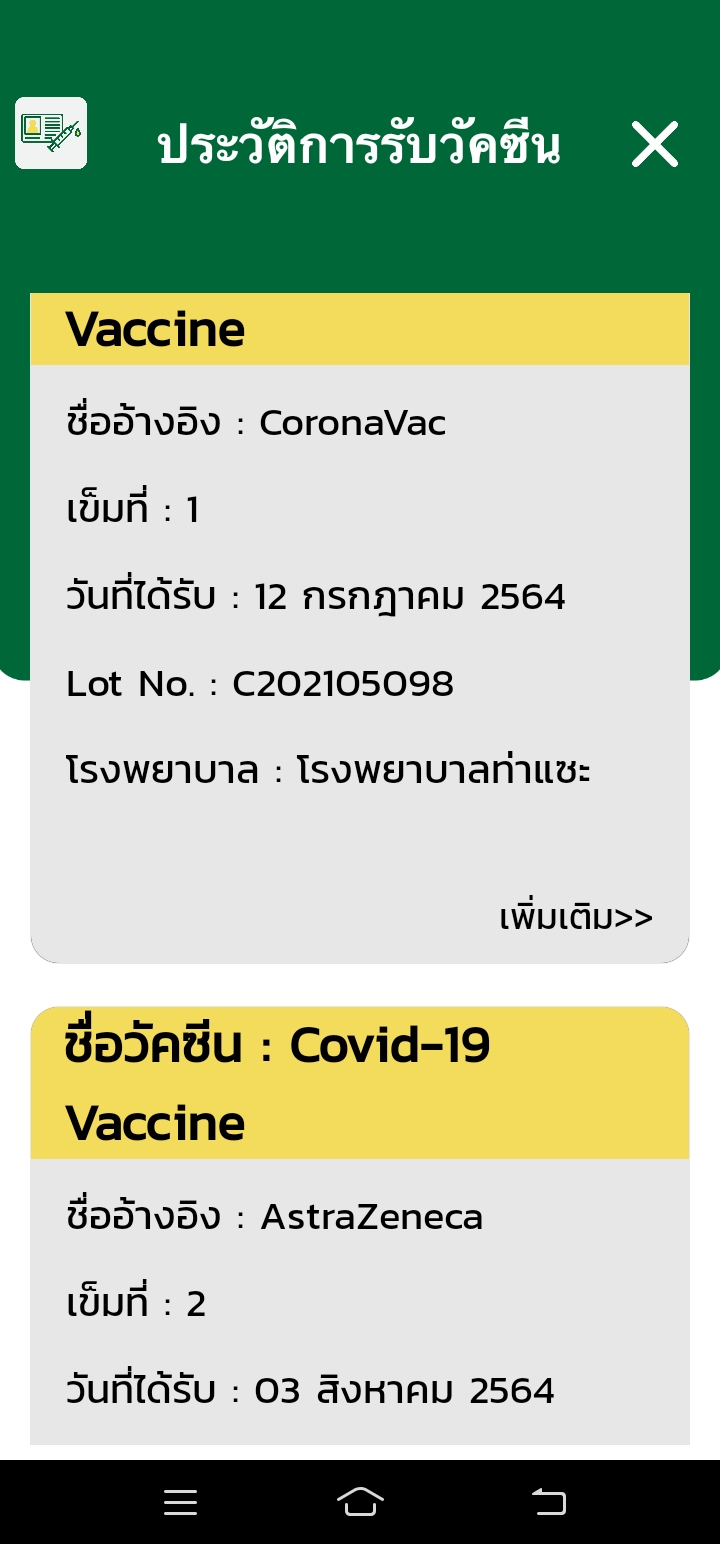 ประวัติการรับวัคซีน
Vaccine
ชื่ออ้างอิง : CoronaVac
เข็มที่ : 1
วันที่ได้รับ : 12 กรกฎาคม 2564
Lot No. : C202105098
โรงพยาบาล : โรงพยาบาลท่าแซะ
เพิ่มเติม>>
ชื่อวัคซีน : Covid-19
Vaccine
ชื่ออ้างอิง : AstraZeneca
เข็มที่ : 2
วันที่ได้รับ : 03 สิงหาคม 2564